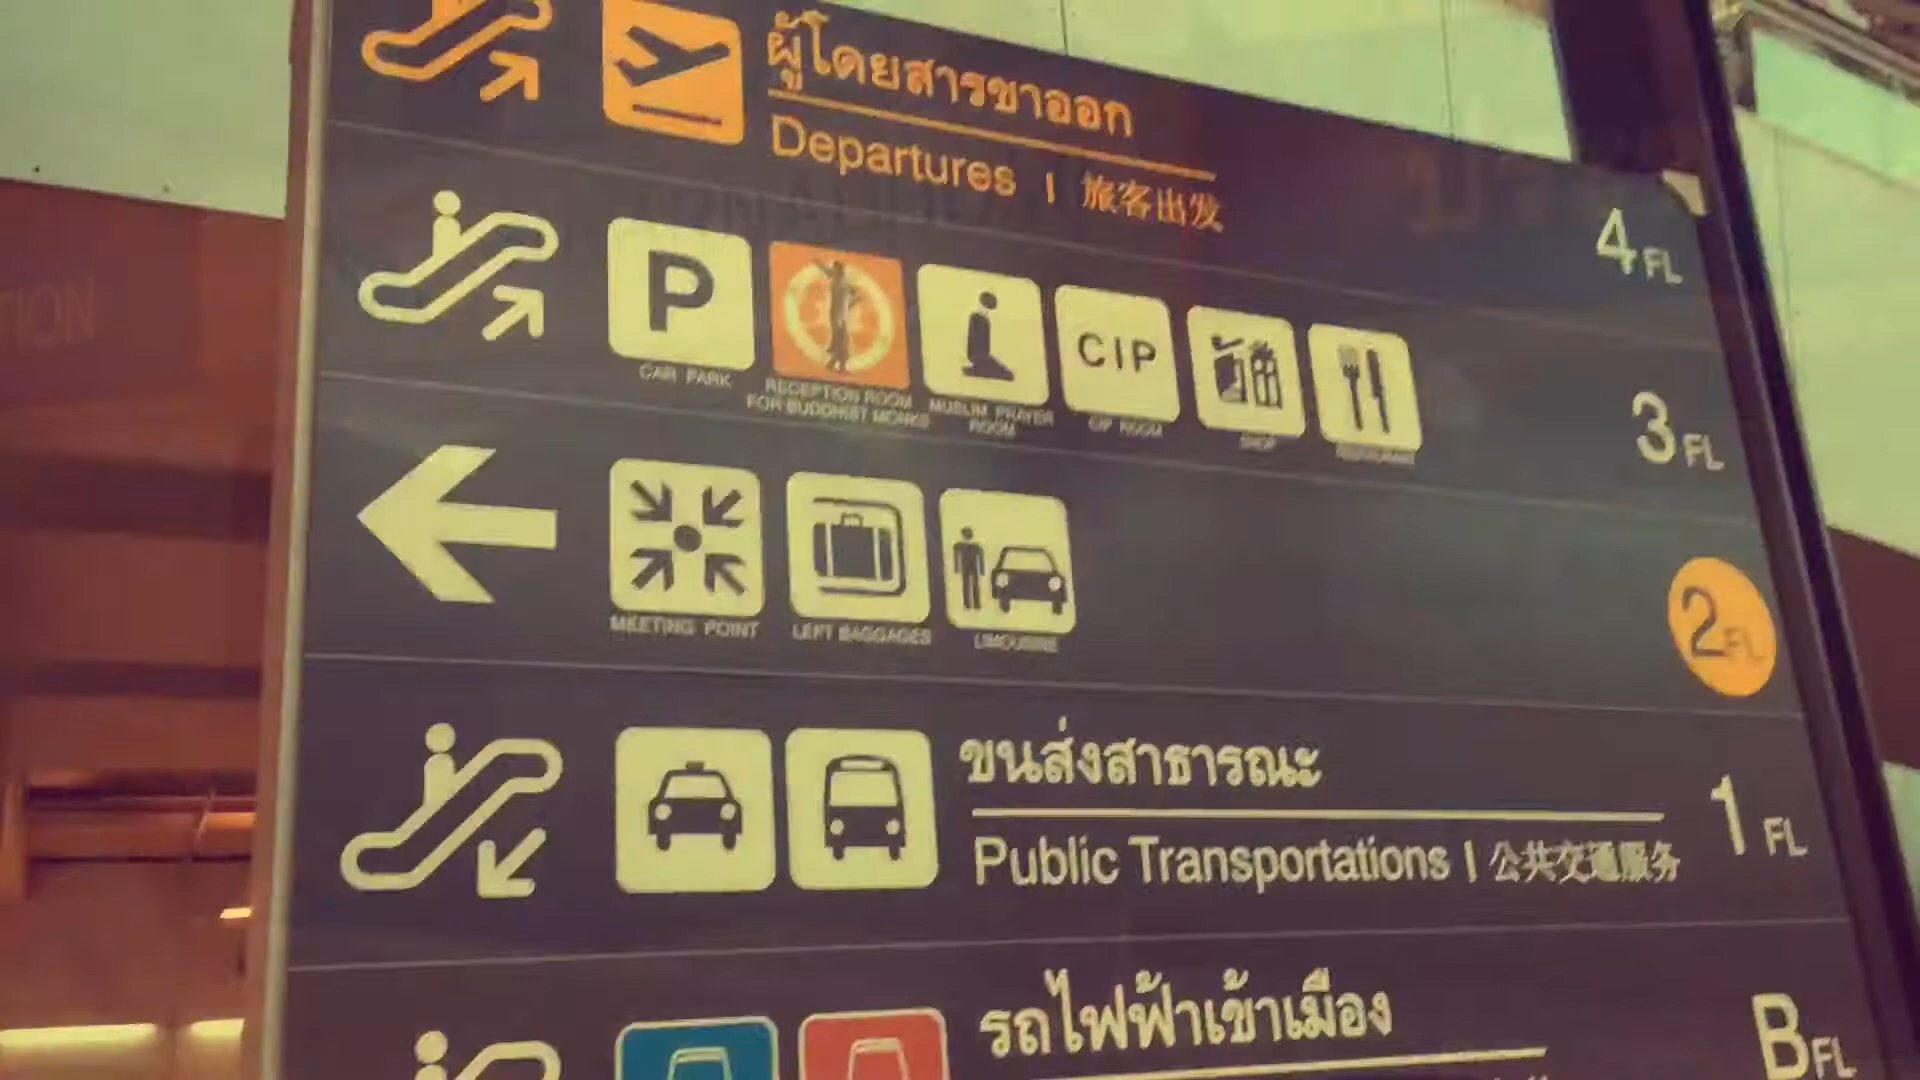 ผู้โดยสารขาออก
Departures | 旅客出发
4 FL
P
CAR PARK
RECEPTION ROOM
FOR BUDDHIST MONKS
MUSLIM PRAYER
ROOM
CIP
CIP ROOM
SHOP
RESTAURANT
3 FL
MEETING POINT
LEFT BAGGAGES
LIMOUSINE
2 FL
ขนส่งสาธารณะ
Public Transportations | 公共交通服务
1 FL
รถไฟฟ้าเข้าเมือง
B FL
TION